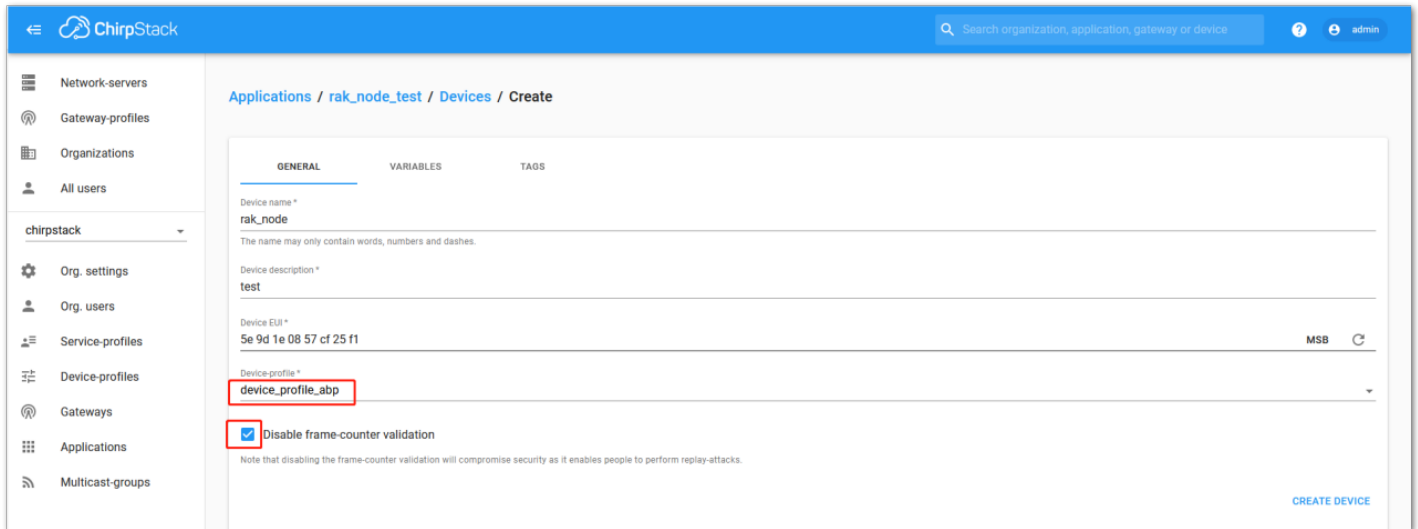 ChirpStack
Search organization, application, gateway or device
? admin
Network-servers
Gateway-profiles
Organizations
All users
chirpstack
Org. settings
Org. users
Service-profiles
Device-profiles
Gateways
Applications
Multicast-groups
Applications / rak_node_test / Devices / Create
GENERAL VARIABLES TAGS
Device name *
rak_node
The name may only contain words, numbers and dashes.
Device description *
test
Device EUI *
5e 9d 1e 08 57 cf 25 f1 MSB
Device-profile *
device_profile_abp
Disable frame-counter validation
Note that disabling the frame-counter validation will compromise security as it enables people to perform replay-attacks.
CREATE DEVICE